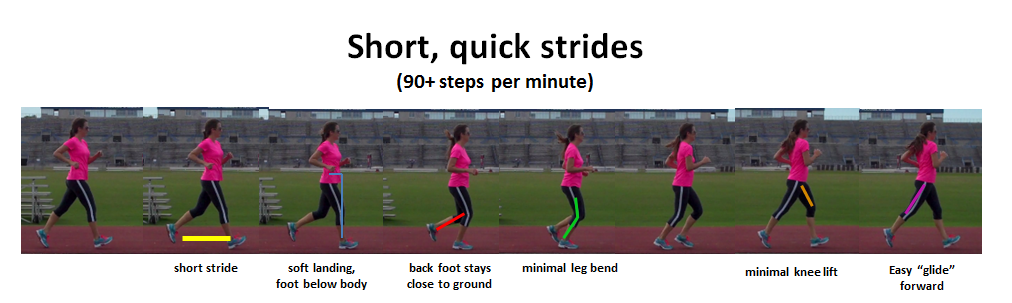 Short, quick strides
(90+ steps per minute)
short stride
soft landing,
foot below body
back foot stays
close to ground
minimal leg bend
minimal knee lift
Easy “glide”
forward